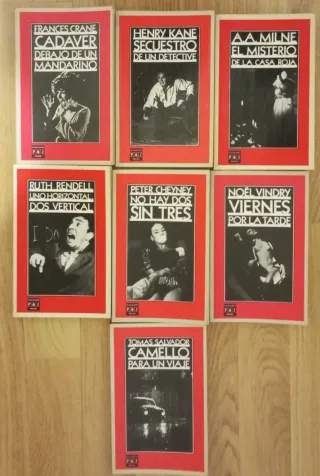 FRANCES CRANE
CADAVER
DEBAJO DE UN
MANDARINO
HENRY KANE
SECUESTRO
DE UN DETECTIVE
A.A. MILNE
EL MISTERIO
DE LA CASA ROJA
RUTH RENDELL
UNO HORIZONTAL
DOS VERTICAL
PETER CHEYNEY
NO HAY DOS
SIN TRES
NOËL VINDRY
VIERNES
POR LA TARDE
TOMAS SALVADOR
CAMELLO
PARA UN VIAJE